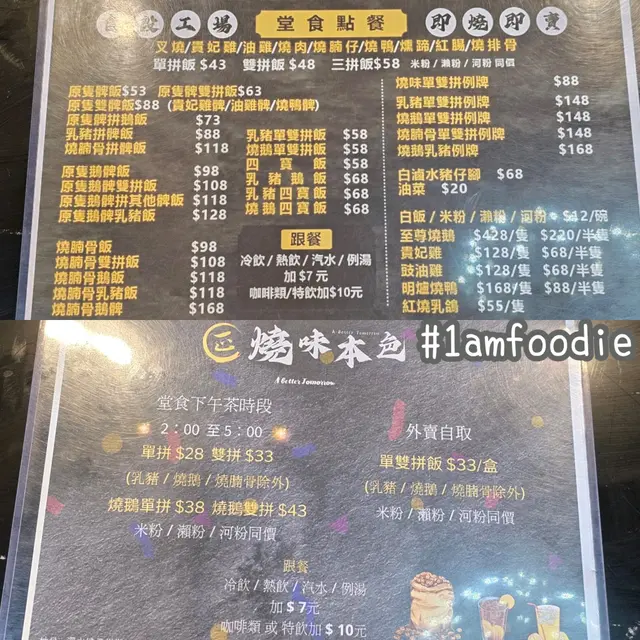 自設工場 堂食點餐 即燒即賣
叉燒/貴妃雞/油雞/燒肉/燒腩仔/燒鴨/燻蹄/紅腸/燒排骨
單拼飯 $43 雙拼飯 $48 三拼飯$58 米粉 / 瀨粉 / 河粉 同價
原隻髀飯$53 原隻髀雙拼飯$63
原隻雙髀飯$88 (貴妃雞髀/油雞髀/燒鴨髀)
原隻髀拼鵝飯 $73
乳豬拼髀飯 $88
燒腩骨拼髀飯 $118
原隻鵝髀飯 $98
原隻鵝髀雙拼飯 $108
原隻鵝髀拼其他髀飯 $118
原隻鵝髀乳豬飯 $128
燒腩骨飯 $98
燒腩骨雙拼飯 $108
燒腩骨鵝飯 $118
燒腩骨乳豬飯 $118
燒腩骨鵝髀 $168
乳豬單雙拼飯 $58
燒鵝單雙拼飯 $58
四寶飯 $58
乳豬鵝飯 $68
乳豬四寶飯 $68
燒鵝四寶飯 $68
跟餐
冷飲 / 熱飲 / 汽水 / 例湯
加 $7 元
咖啡類/特飲加$10元
燒味單雙拼例牌 $88
乳豬單雙拼例牌 $148
燒鵝單雙拼例牌 $148
燒腩骨單雙拼例牌 $148
燒鵝乳豬例牌 $168
白滷水豬仔腳 $68
油菜 $20
白飯 / 米粉 / 瀨粉 / 河粉 $12/碗
至尊燒鵝 $428/隻 $220/半隻
貴妃雞 $128/隻 $68/半隻
豉油雞 $128/隻 $68/半隻
明爐燒鴨 $168/隻 $88/半隻
紅燒乳鴿 $55/隻
燒味本色
A Better Tomorrow
A Better Tomorrow
#1amfoodie
堂食下午茶時段
2：00 至 5：00
單拼 $28 雙拼 $33
(乳豬 / 燒鵝 / 燒腩骨除外)
燒鵝單拼 $38 燒鵝雙拼 $43
米粉 / 瀨粉 / 河粉同價
外賣自取
單雙拼飯 $33/盒
(乳豬 / 燒鵝 / 燒腩骨除外)
米粉 / 瀨粉 / 河粉同價
跟餐
冷飲 / 熱飲 / 汽水 / 例湯
加 $ 7元
咖啡類 或 特飲加 $ 10元